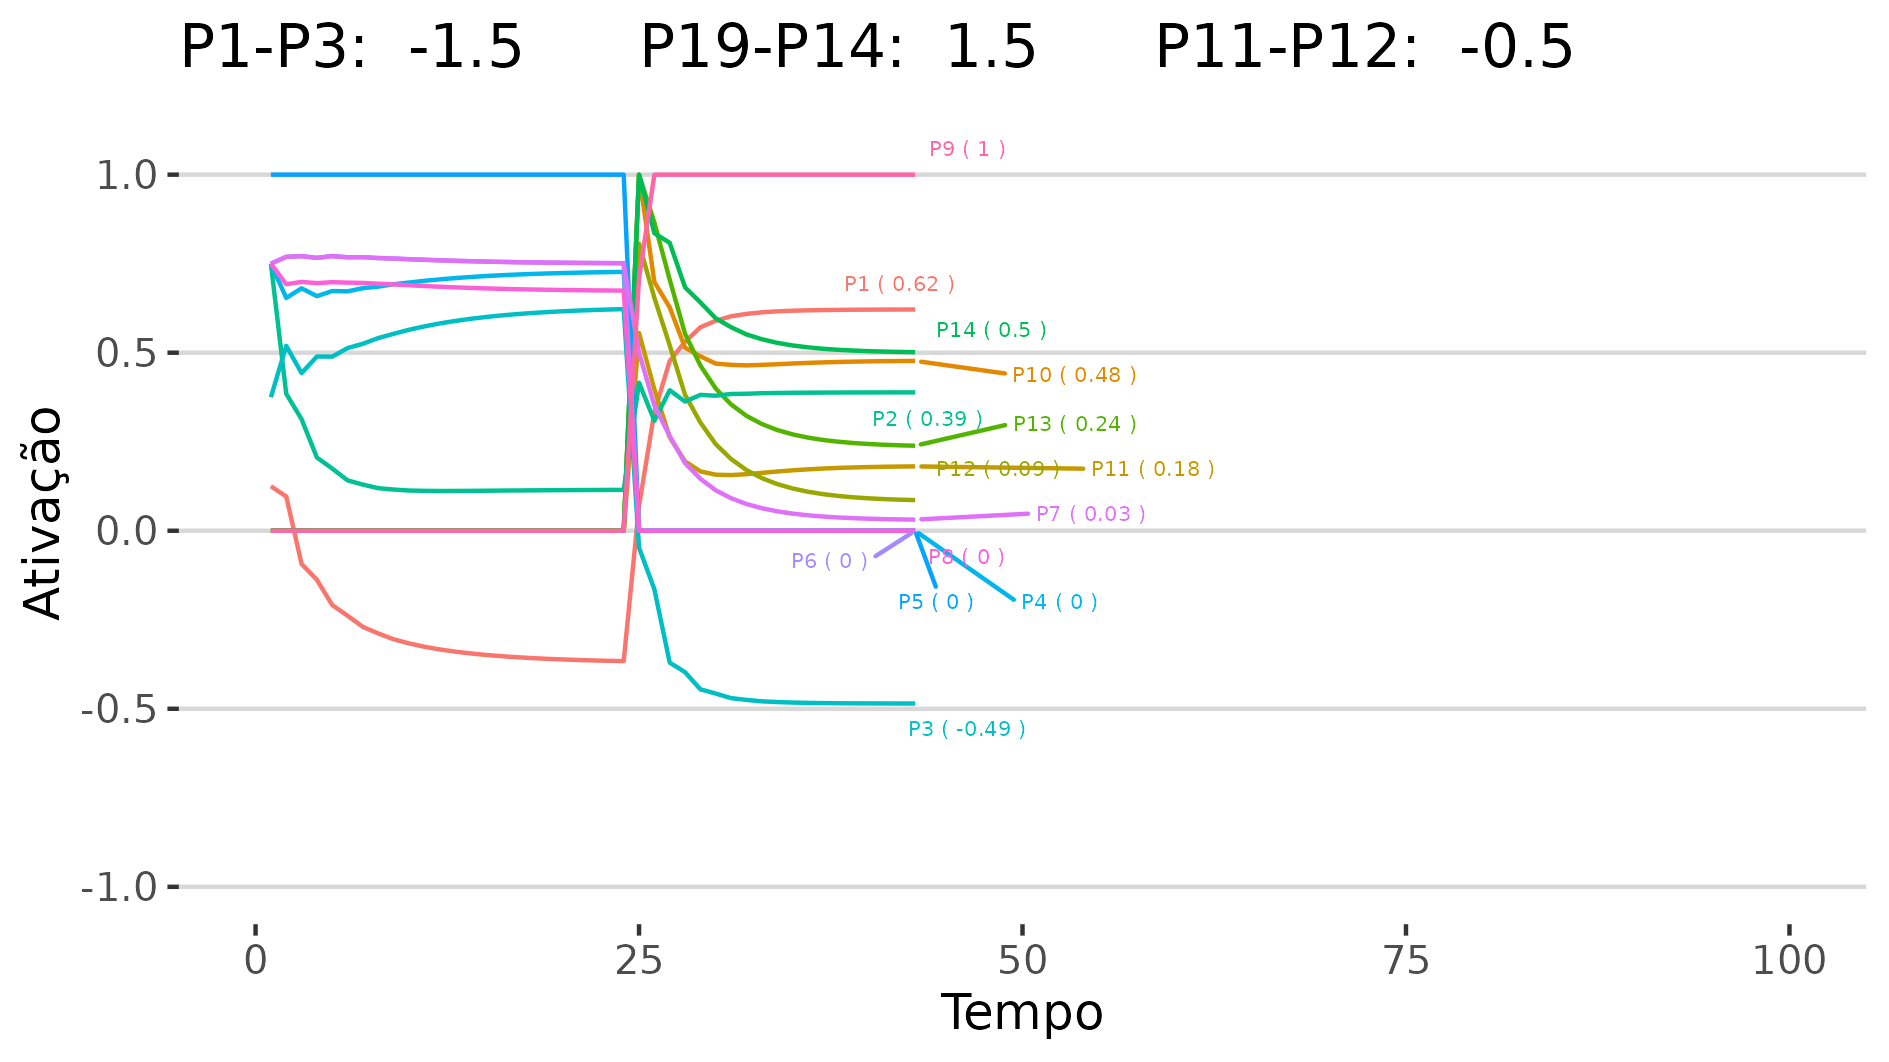 P1-P3: -1.5 P19-P14: 1.5 P11-P12: -0.5
P9 ( 1 )
1.0
P1 ( 0.62 )
P14 ( 0.5 )
0.5
P10 ( 0.48 )
P2 ( 0.39 )
P13 ( 0.24 )
P12 ( 0.09 )
P11 ( 0.18 )
P7 ( 0.03 )
0.0
P6 ( 0 )
P8 ( 0 )
P5 ( 0 )
P4 ( 0 )
-0.5
P3 ( -0.49 )
-1.0
Ativação
0 25 50 75 100
Tempo